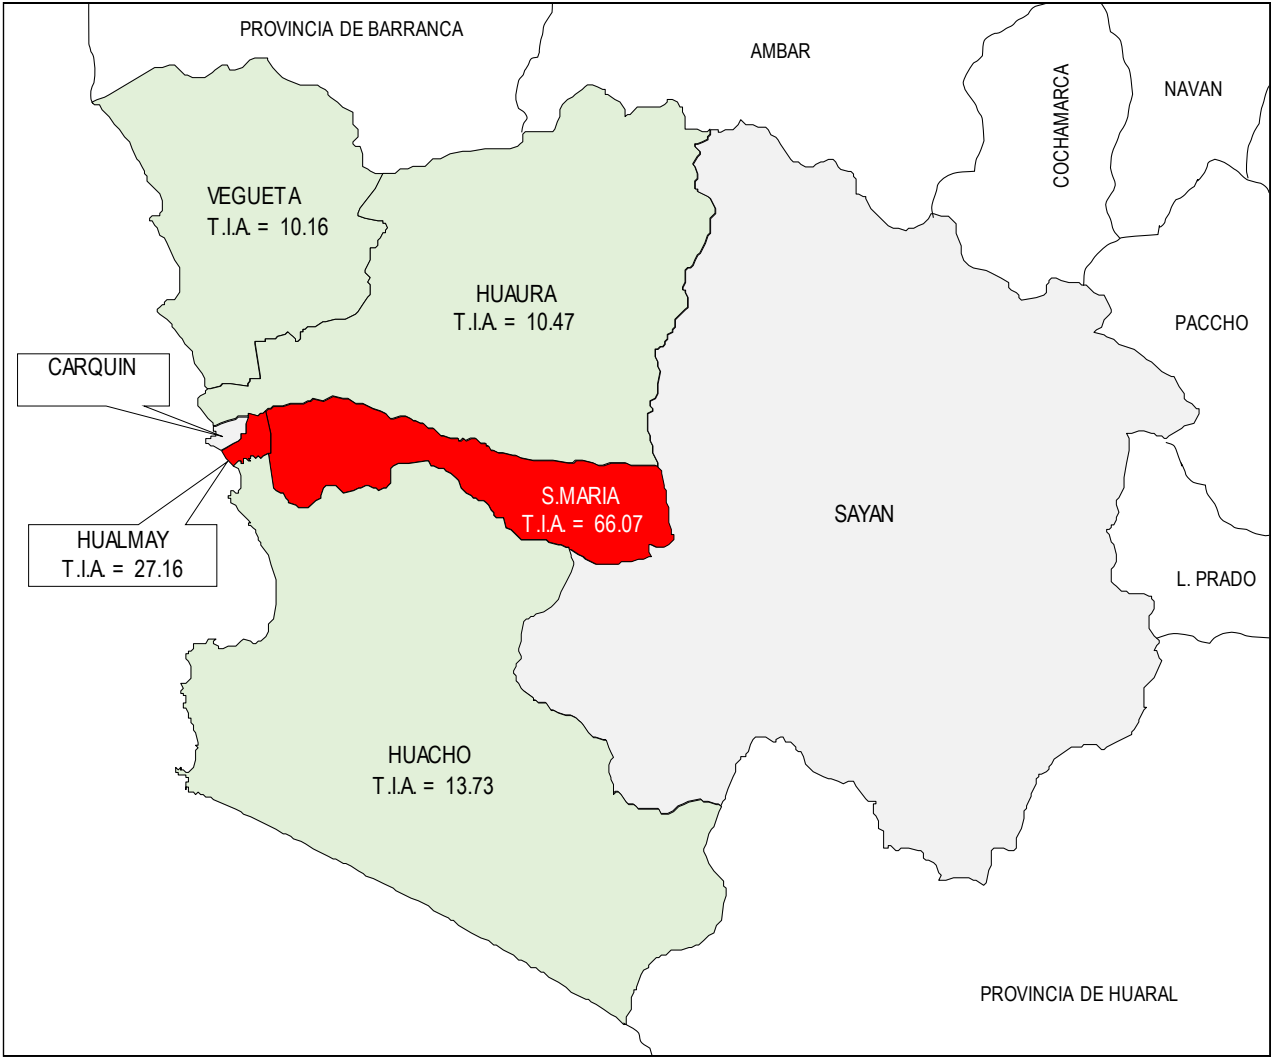 PROVINCIA DE BARRANCA
AMBAR
COCHAMARCA
NAVAN
VEGUETA
T.I.A. = 10.16
HUAURA
T.I.A. = 10.47
PACCHO
CARQUIN
S.MARIA
T.I.A. = 66.07
SAYAN
HUALMAY
T.I.A. = 27.16
L. PRADO
HUACHO
T.I.A. = 13.73
PROVINCIA DE HUARAL